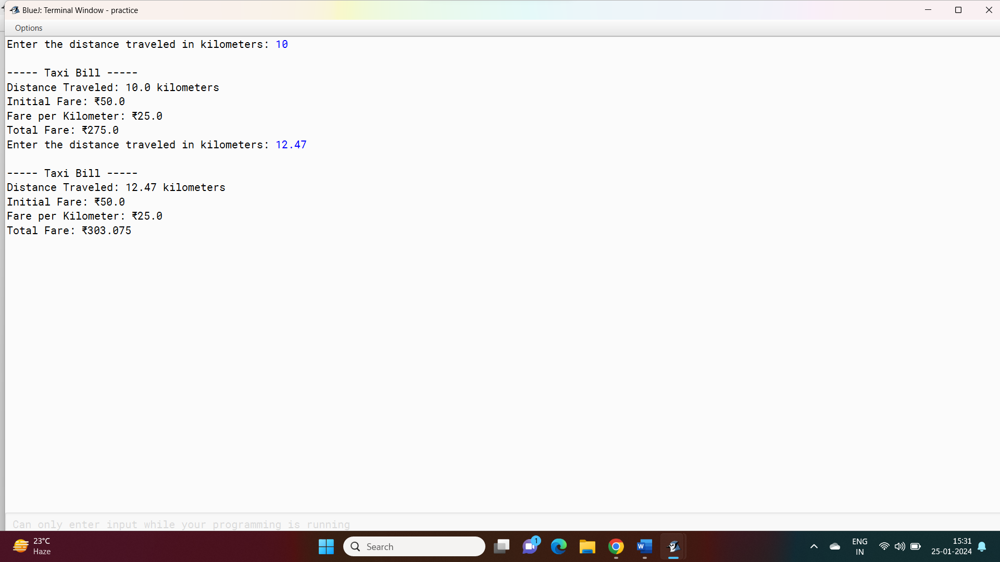 BlueJ: Terminal Window - practice
Options
Enter the distance traveled in kilometers: 10
----- Taxi Bill -----
Distance Traveled: 10.0 kilometers
Initial Fare: ₹50.0
Fare per Kilometer: ₹25.0
Total Fare: ₹275.0
Enter the distance traveled in kilometers: 12.47
----- Taxi Bill -----
Distance Traveled: 12.47 kilometers
Initial Fare: ₹50.0
Fare per Kilometer: ₹25.0
Total Fare: ₹303.075
Can only enter input while your programming is running
23°C
Haze
Search
1
W
ENG
IN
15:31
25-01-2024